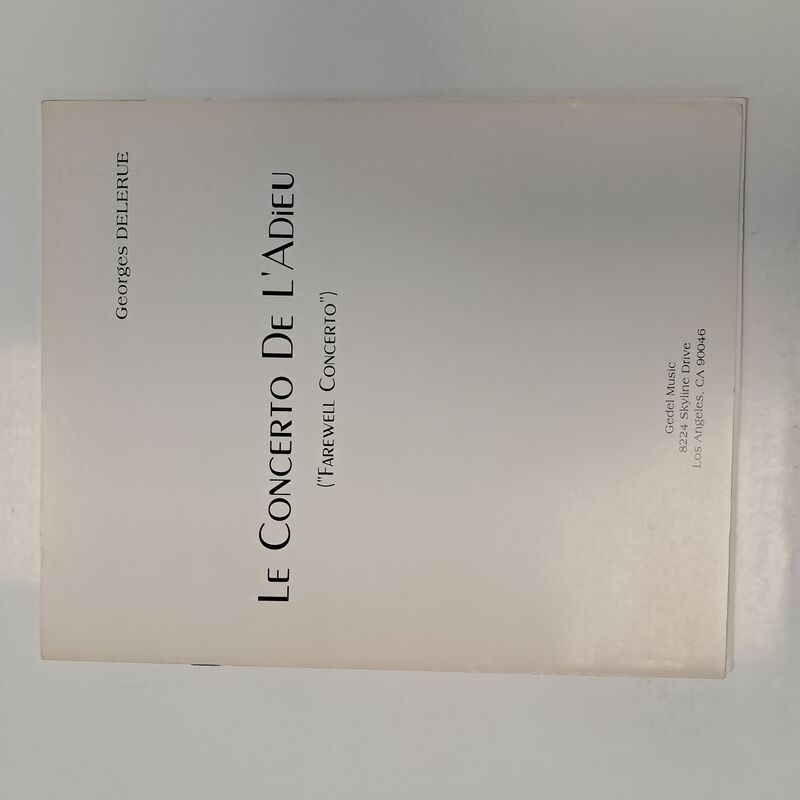 Georges DELERUE
LE CONCERTO DE L'ADiEU
("FAREWELL CONCERTO")
Gedel Music
8224 Skyline Drive
Los Angeles, CA 90046